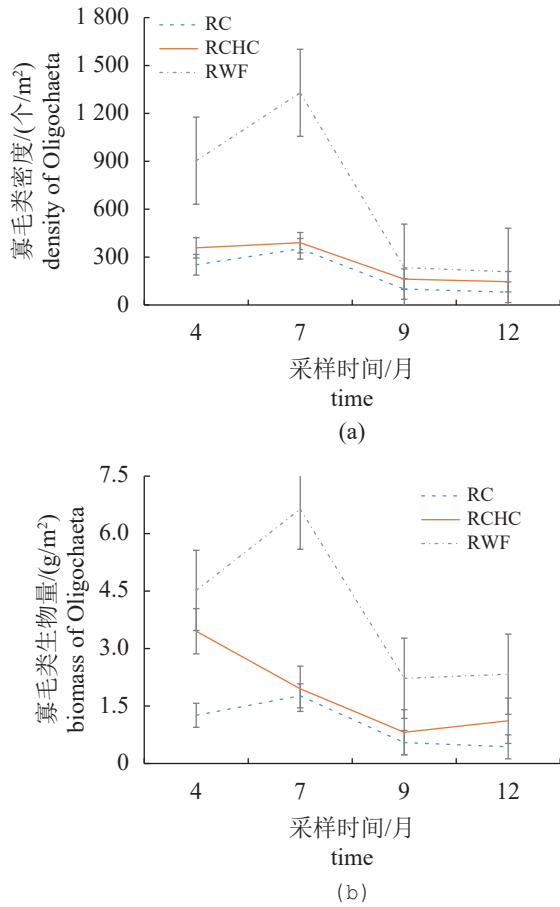 1 800
1 500
1 200
900
600
300
0
寡毛类密度/(个/m²)
density of Oligochaeta
RC
RCHC
RWF
4 7 9 12
采样时间/月
time
(a)
7.5
6.0
4.5
3.0
1.5
0
寡毛类生物量/(g/m²)
biomass of Oligochaeta
RC
RCHC
RWF
4 7 9 12
采样时间/月
time
(b)